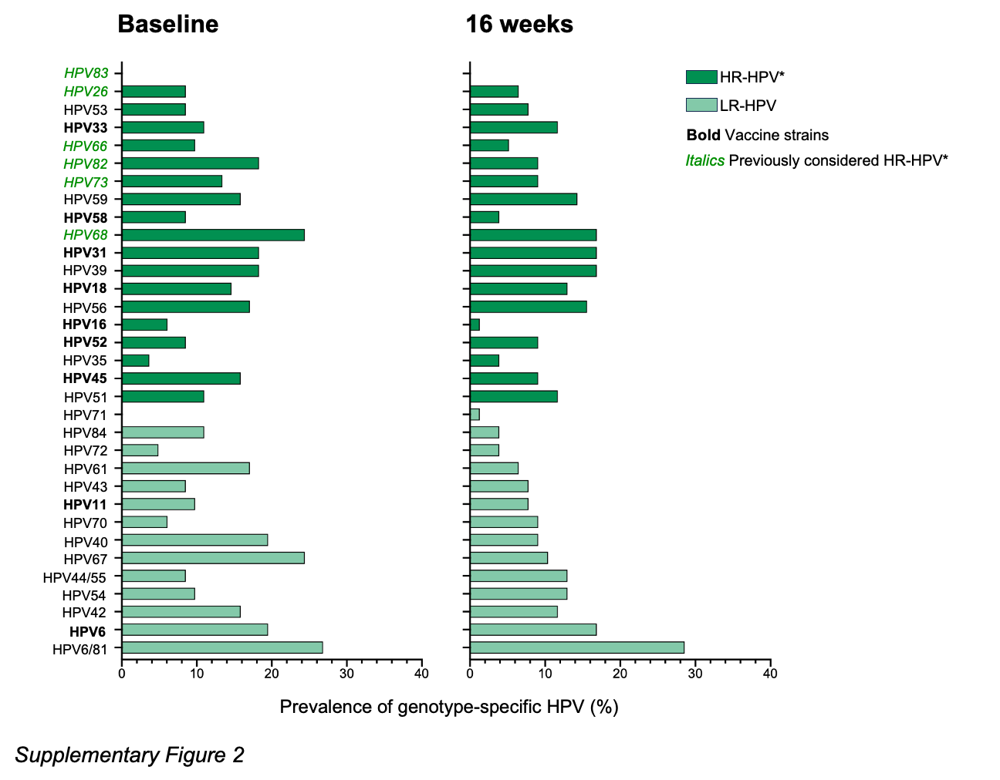 Baseline
16 weeks
HPV83
HPV26
HPV53
HPV33
HPV66
HPV82
HPV73
HPV59
HPV58
HPV68
HPV31
HPV39
HPV18
HPV56
HPV16
HPV52
HPV35
HPV45
HPV51
HPV71
HPV84
HPV72
HPV61
HPV43
HPV11
HPV70
HPV40
HPV67
HPV44/55
HPV54
HPV42
HPV6
HPV6/81
0 10 20 30 40
0 10 20 30 40
HR-HPV*
LR-HPV
Bold Vaccine strains
Italics Previously considered HR-HPV*
Prevalence of genotype-specific HPV (%)
Supplementary Figure 2